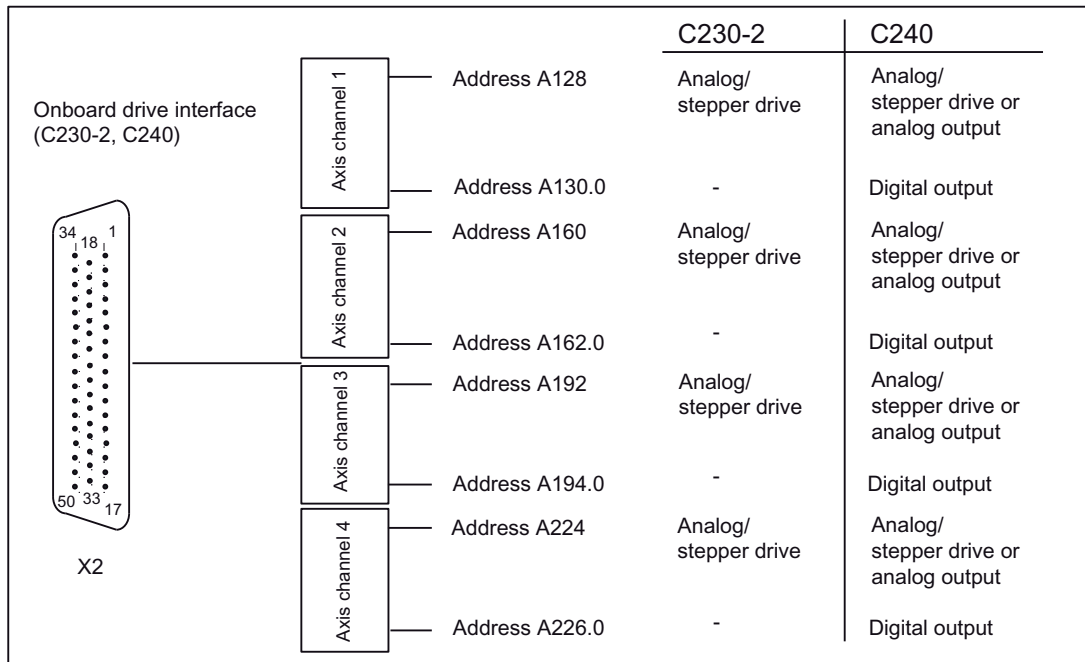 C230-2 C240
Onboard drive interface
(C230-2, C240)
34 18 1
50 33 17
X2
Axis channel 1
Address A128
Analog/
stepper drive
Analog/
stepper drive or
analog output
Address A130.0 - Digital output
Axis channel 2
Address A160
Analog/
stepper drive
Analog/
stepper drive or
analog output
Address A162.0 - Digital output
Axis channel 3
Address A192
Analog/
stepper drive
Analog/
stepper drive or
analog output
Address A194.0 - Digital output
Axis channel 4
Address A224
Analog/
stepper drive
Analog/
stepper drive or
analog output
Address A226.0 - Digital output